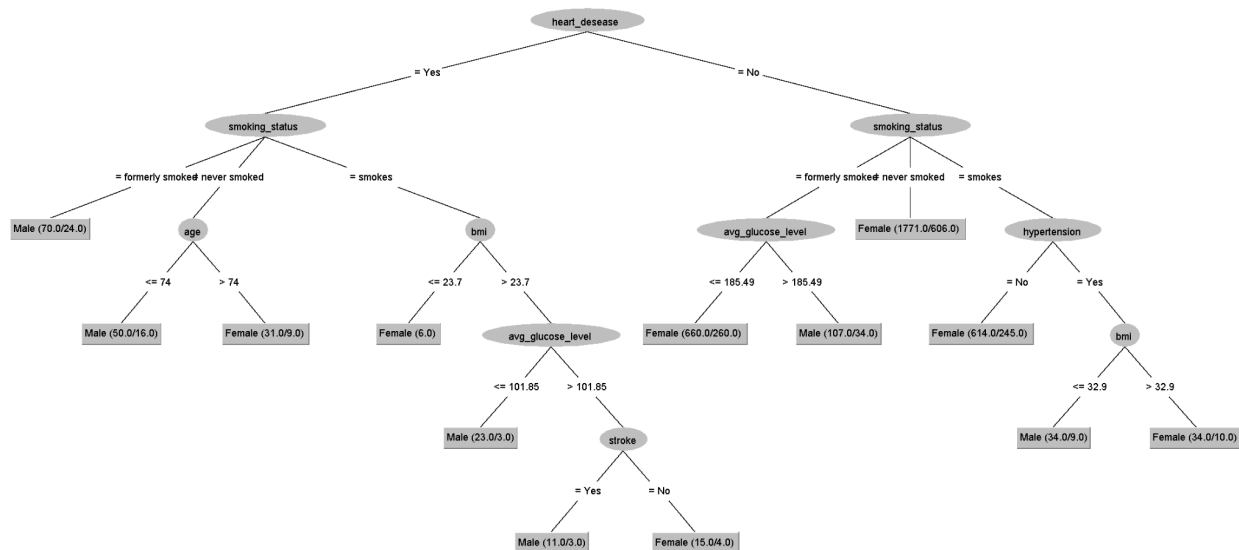 heart_desease
= Yes
= No
smoking_status
smoking_status
= formerly smoked
= never smoked
= smokes
= formerly smoked
= never smoked
= smokes
Male (70.0/24.0)
age
bmi
avg_glucose_level
Female (1771.0/606.0)
hypertension
<= 74
> 74
<= 23.7
> 23.7
<= 185.49
> 185.49
= No
= Yes
Male (50.0/16.0)
Female (31.0/9.0)
Female (6.0)
avg_glucose_level
Female (660.0/260.0)
Male (107.0/34.0)
Female (614.0/245.0)
bmi
<= 101.85
> 101.85
<= 32.9
> 32.9
Male (23.0/3.0)
stroke
Male (34.0/9.0)
Female (34.0/10.0)
= Yes
= No
Male (11.0/3.0)
Female (15.0/4.0)